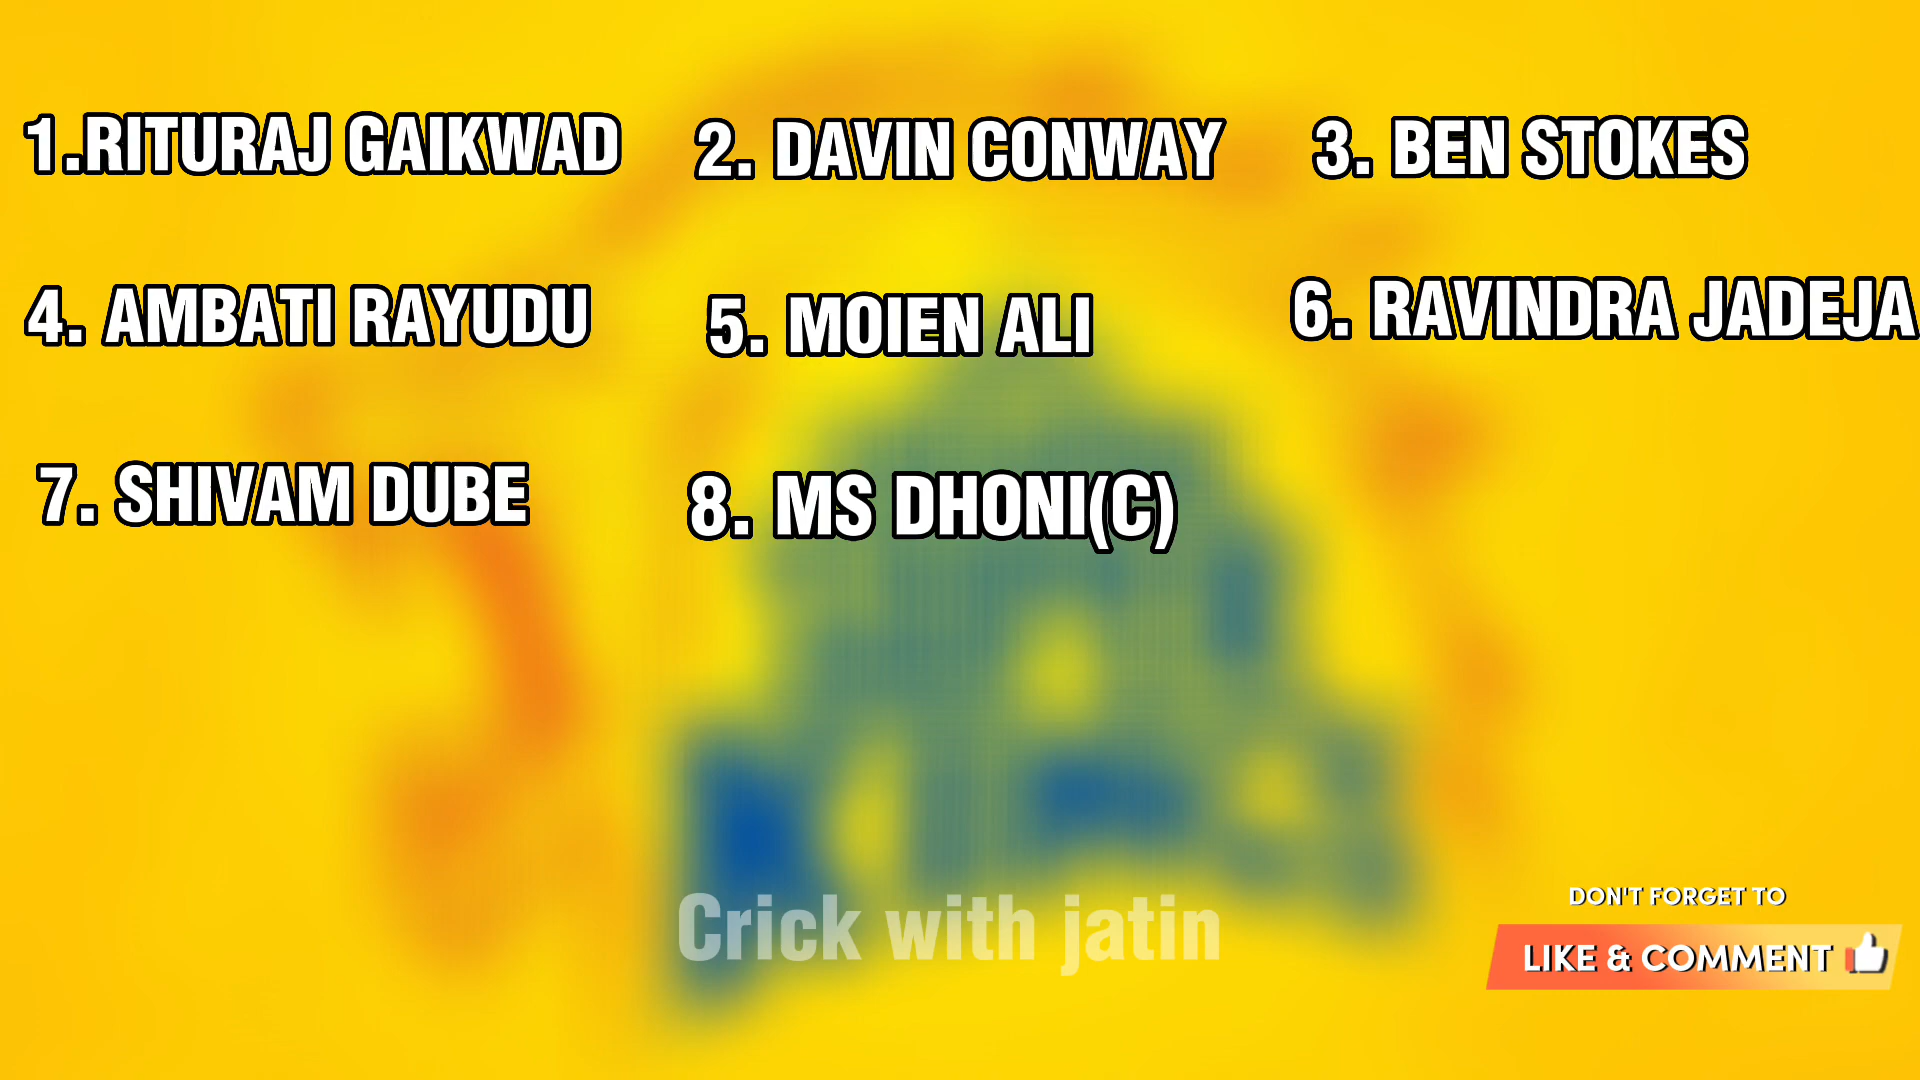 1.RITURAJ GAIKWAD
2. DAVIN CONWAY
3. BEN STOKES
4. AMBATI RAYUDU
5. MOIEN ALI
6. RAVINDRA JADEJA
7. SHIVAM DUBE
8. MS DHONI(C)
Crick with jatin
DON'T FORGET TO
LIKE & COMMENT